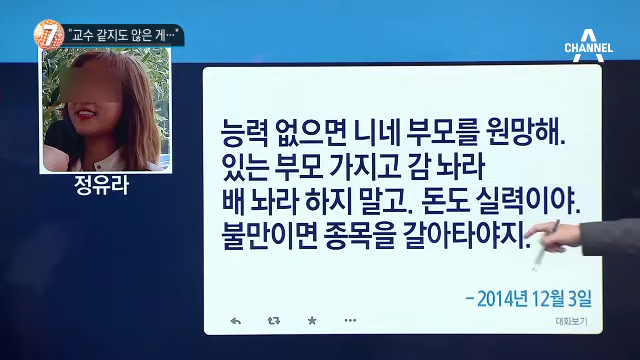 7
"교수 같지도 않은 게…"
CHANNEL A
정유라
능력 없으면 니네 부모를 원망해.
있는 부모 가지고 감 놔라
배 놔라 하지 말고. 돈도 실력이야.
불만이면 종목을 갈아타야지.
- 2014년 12월 3일
대화보기